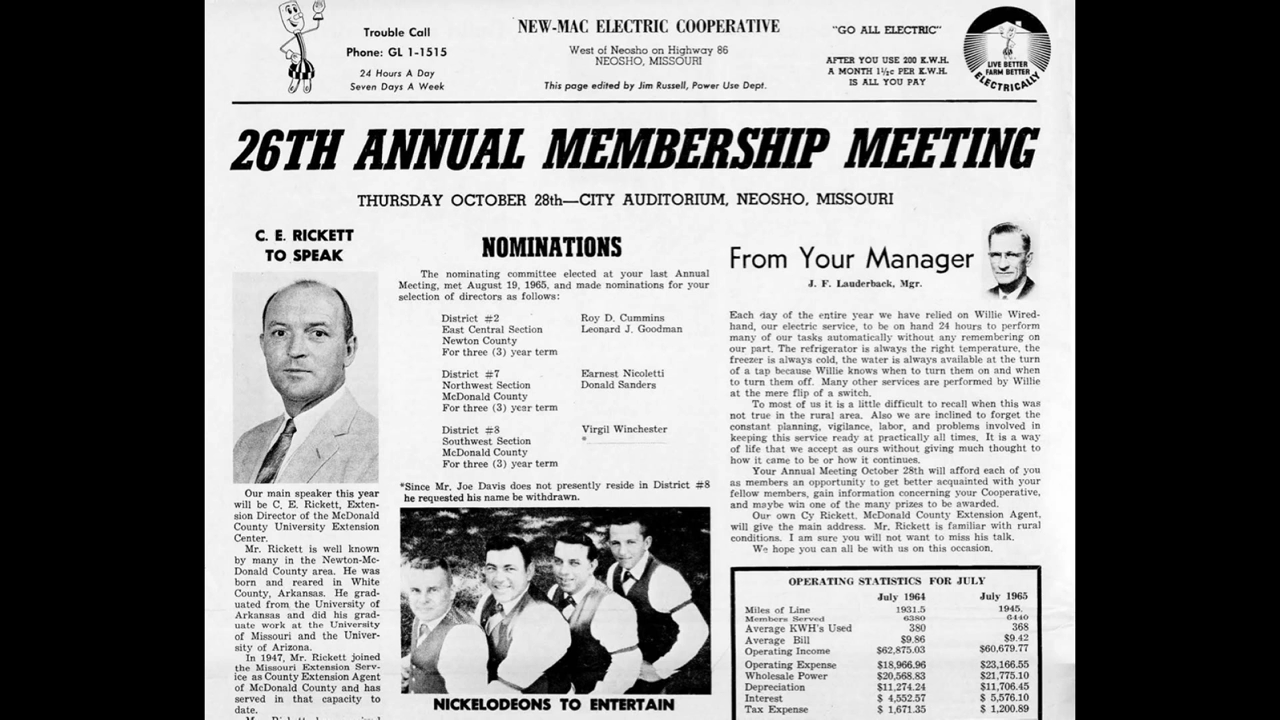 Trouble Call
Phone: GL 1-1515
24 Hours A Day
Seven Days A Week
NEW-MAC ELECTRIC COOPERATIVE
West of Neosho on Highway 86
NEOSHO, MISSOURI
This page edited by Jim Russell, Power Use Dept.
"GO ALL ELECTRIC"
AFTER YOU USE 200 K.W.H.
A MONTH 1½c PER K.W.H.
IS ALL YOU PAY
LIVE BETTER
FARM BETTER
ELECTRICALLY
26TH ANNUAL MEMBERSHIP MEETING
THURSDAY OCTOBER 28th—CITY AUDITORIUM, NEOSHO, MISSOURI
C. E. RICKETT
TO SPEAK
Our main speaker this year
will be C. E. Rickett, Exten-
sion Director of the McDonald
County University Extension
Center.
Mr. Rickett is well known
by many in the Newton-Mc-
Donald County area. He was
born and reared in White
County, Arkansas. He grad-
uated from the University of
Arkansas and did his grad-
uate work at the University
of Missouri and the Univer-
sity of Arizona.
In 1947, Mr. Rickett joined
the Missouri Extension Serv-
ice as County Extension Agent
of McDonald County and has
served in that capacity to
date.
NOMINATIONS
The nominating committee elected at your last Annual
Meeting, met August 19, 1965, and made nominations for your
selection of directors as follows:
District #2 Roy D. Cummins
East Central Section Leonard J. Goodman
Newton County
For three (3) year term
District #7 Earnest Nicoletti
Northwest Section Donald Sanders
McDonald County
For three (3) year term
District #8 Virgil Winchester
Southwest Section *
McDonald County
For three (3) year term
*Since Mr. Joe Davis does not presently reside in District #8
he requested his name be withdrawn.
NICKELODEONS TO ENTERTAIN
From Your Manager
J. F. Lauderback, Mgr.
Each day of the entire year we have relied on Willie Wired-
hand, our electric service, to be on hand 24 hours to perform
many of our tasks automatically without any remembering on
our part. The refrigerator is always the right temperature, the
freezer is always cold, the water is always available at the turn
of a tap because Willie knows when to turn them on and when
to turn them off. Many other services are performed by Willie
at the mere flip of a switch.
To most of us it is a little difficult to recall when this was
not true in the rural area. Also we are inclined to forget the
constant planning, vigilance, labor, and problems involved in
keeping this service ready at practically all times. It is a way
of life that we accept as ours without giving much thought to
how it came to be or how it continues.
Your Annual Meeting October 28th will afford each of you
as members an opportunity to get better acquainted with your
fellow members, gain information concerning your Cooperative,
and maybe win one of the many prizes to be awarded.
Our own Cy Rickett, McDonald County Extension Agent,
will give the main address. Mr. Rickett is familiar with rural
conditions. I am sure you will not want to miss his talk.
We hope you can all be with us on this occasion.
OPERATING STATISTICS FOR JULY
July 1964 July 1965
Miles of Line 1931.5 1945.
Members Served 6380 6440
Average KWH's Used 380 368
Average Bill $9.86 $9.42
Operating Income $62,875.03 $60,679.77
Operating Expense $18,966.96 $23,166.55
Wholesale Power $20,568.83 $21,775.10
Depreciation $11,274.24 $11,706.45
Interest $ 4,552.57 $ 5,576.10
Tax Expense $ 1,671.35 $ 1,200.89